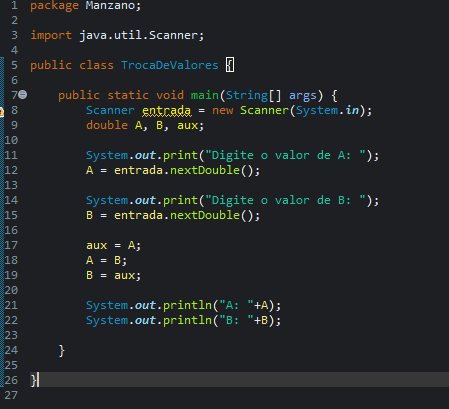 1 package Manzano;
2
3 import java.util.Scanner;
4
5 public class TrocaDeValores {
6
7 public static void main(String[] args) {
8 Scanner entrada = new Scanner(System.in);
9 double A, B, aux;
10
11 System.out.print("Digite o valor de A: ");
12 A = entrada.nextDouble();
13
14 System.out.print("Digite o valor de B: ");
15 B = entrada.nextDouble();
16
17 aux = A;
18 A = B;
19 B = aux;
20
21 System.out.println("A: "+A);
22 System.out.println("B: "+B);
23
24 }
25
26 }
27